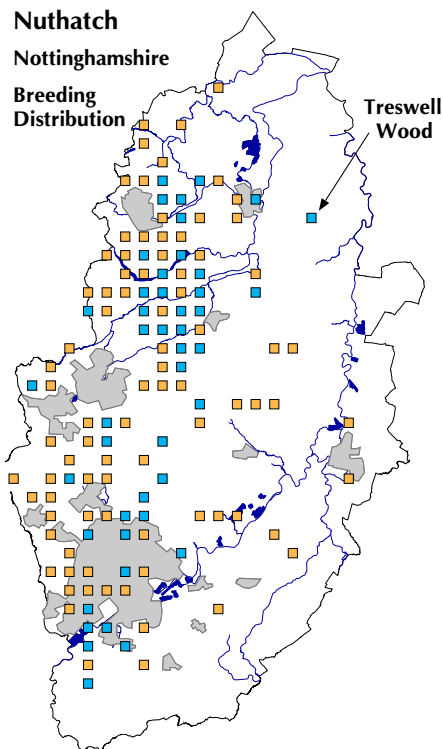 Nuthatch
Nottinghamshire
Breeding
Distribution
Treswell
Wood